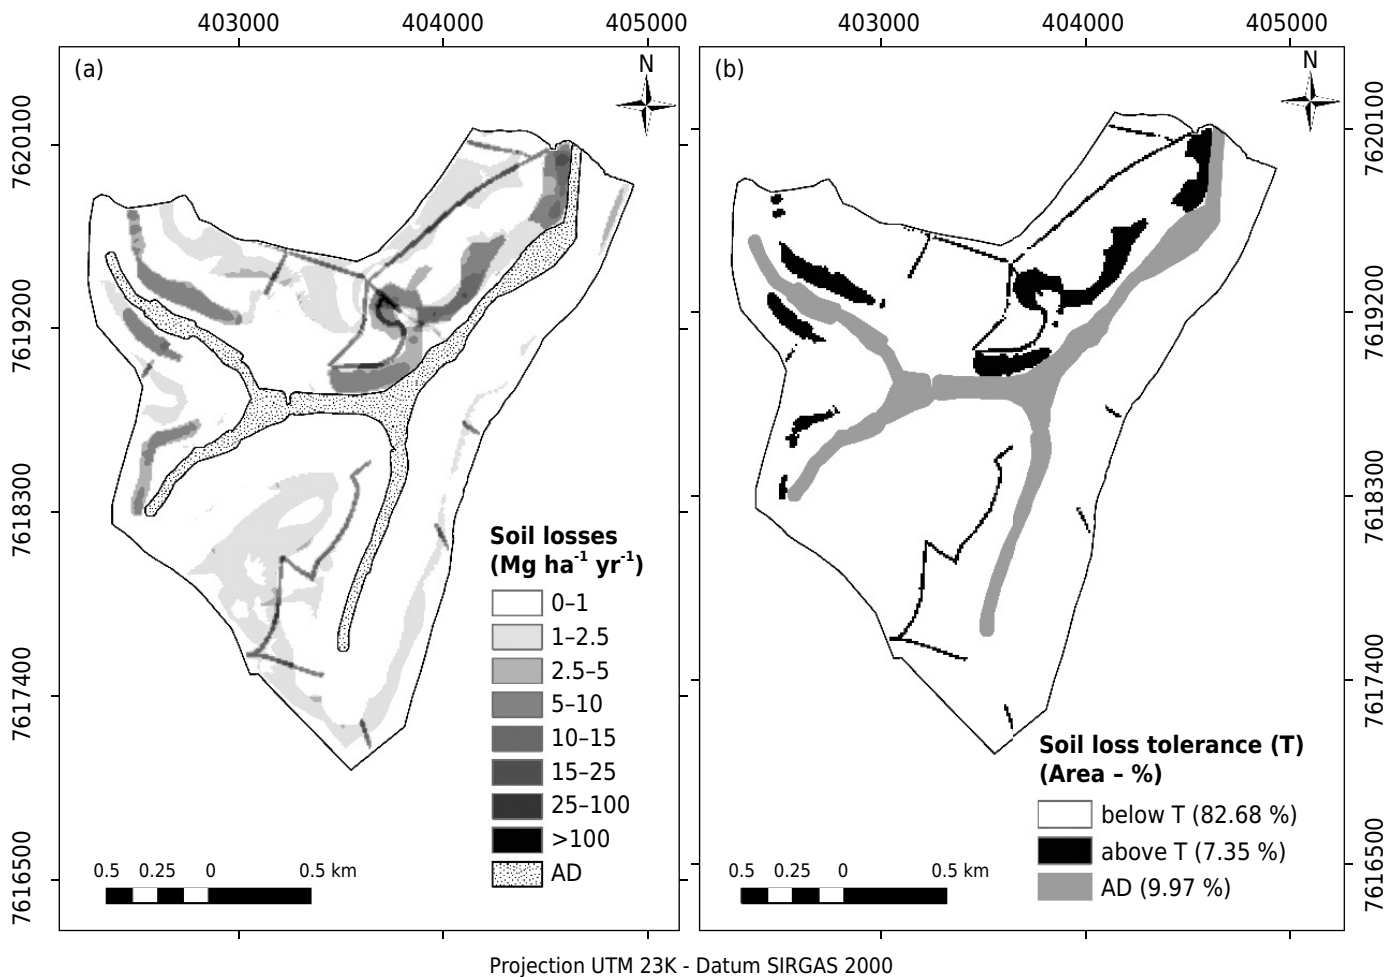 403000 404000 405000 403000 404000 405000
(a) N (b) N
7620100 7619200 7618300 7617400 7616500
7620100 7619200 7618300 7617400 7616500
Soil losses
(Mg ha⁻¹ yr⁻¹)
0–1
1–2.5
2.5–5
5–10
10–15
15–25
25–100
>100
AD
0.5 0.25 0 0.5 km
Soil loss tolerance (T)
(Area – %)
below T (82.68 %)
above T (7.35 %)
AD (9.97 %)
0.5 0.25 0 0.5 km
Projection UTM 23K - Datum SIRGAS 2000